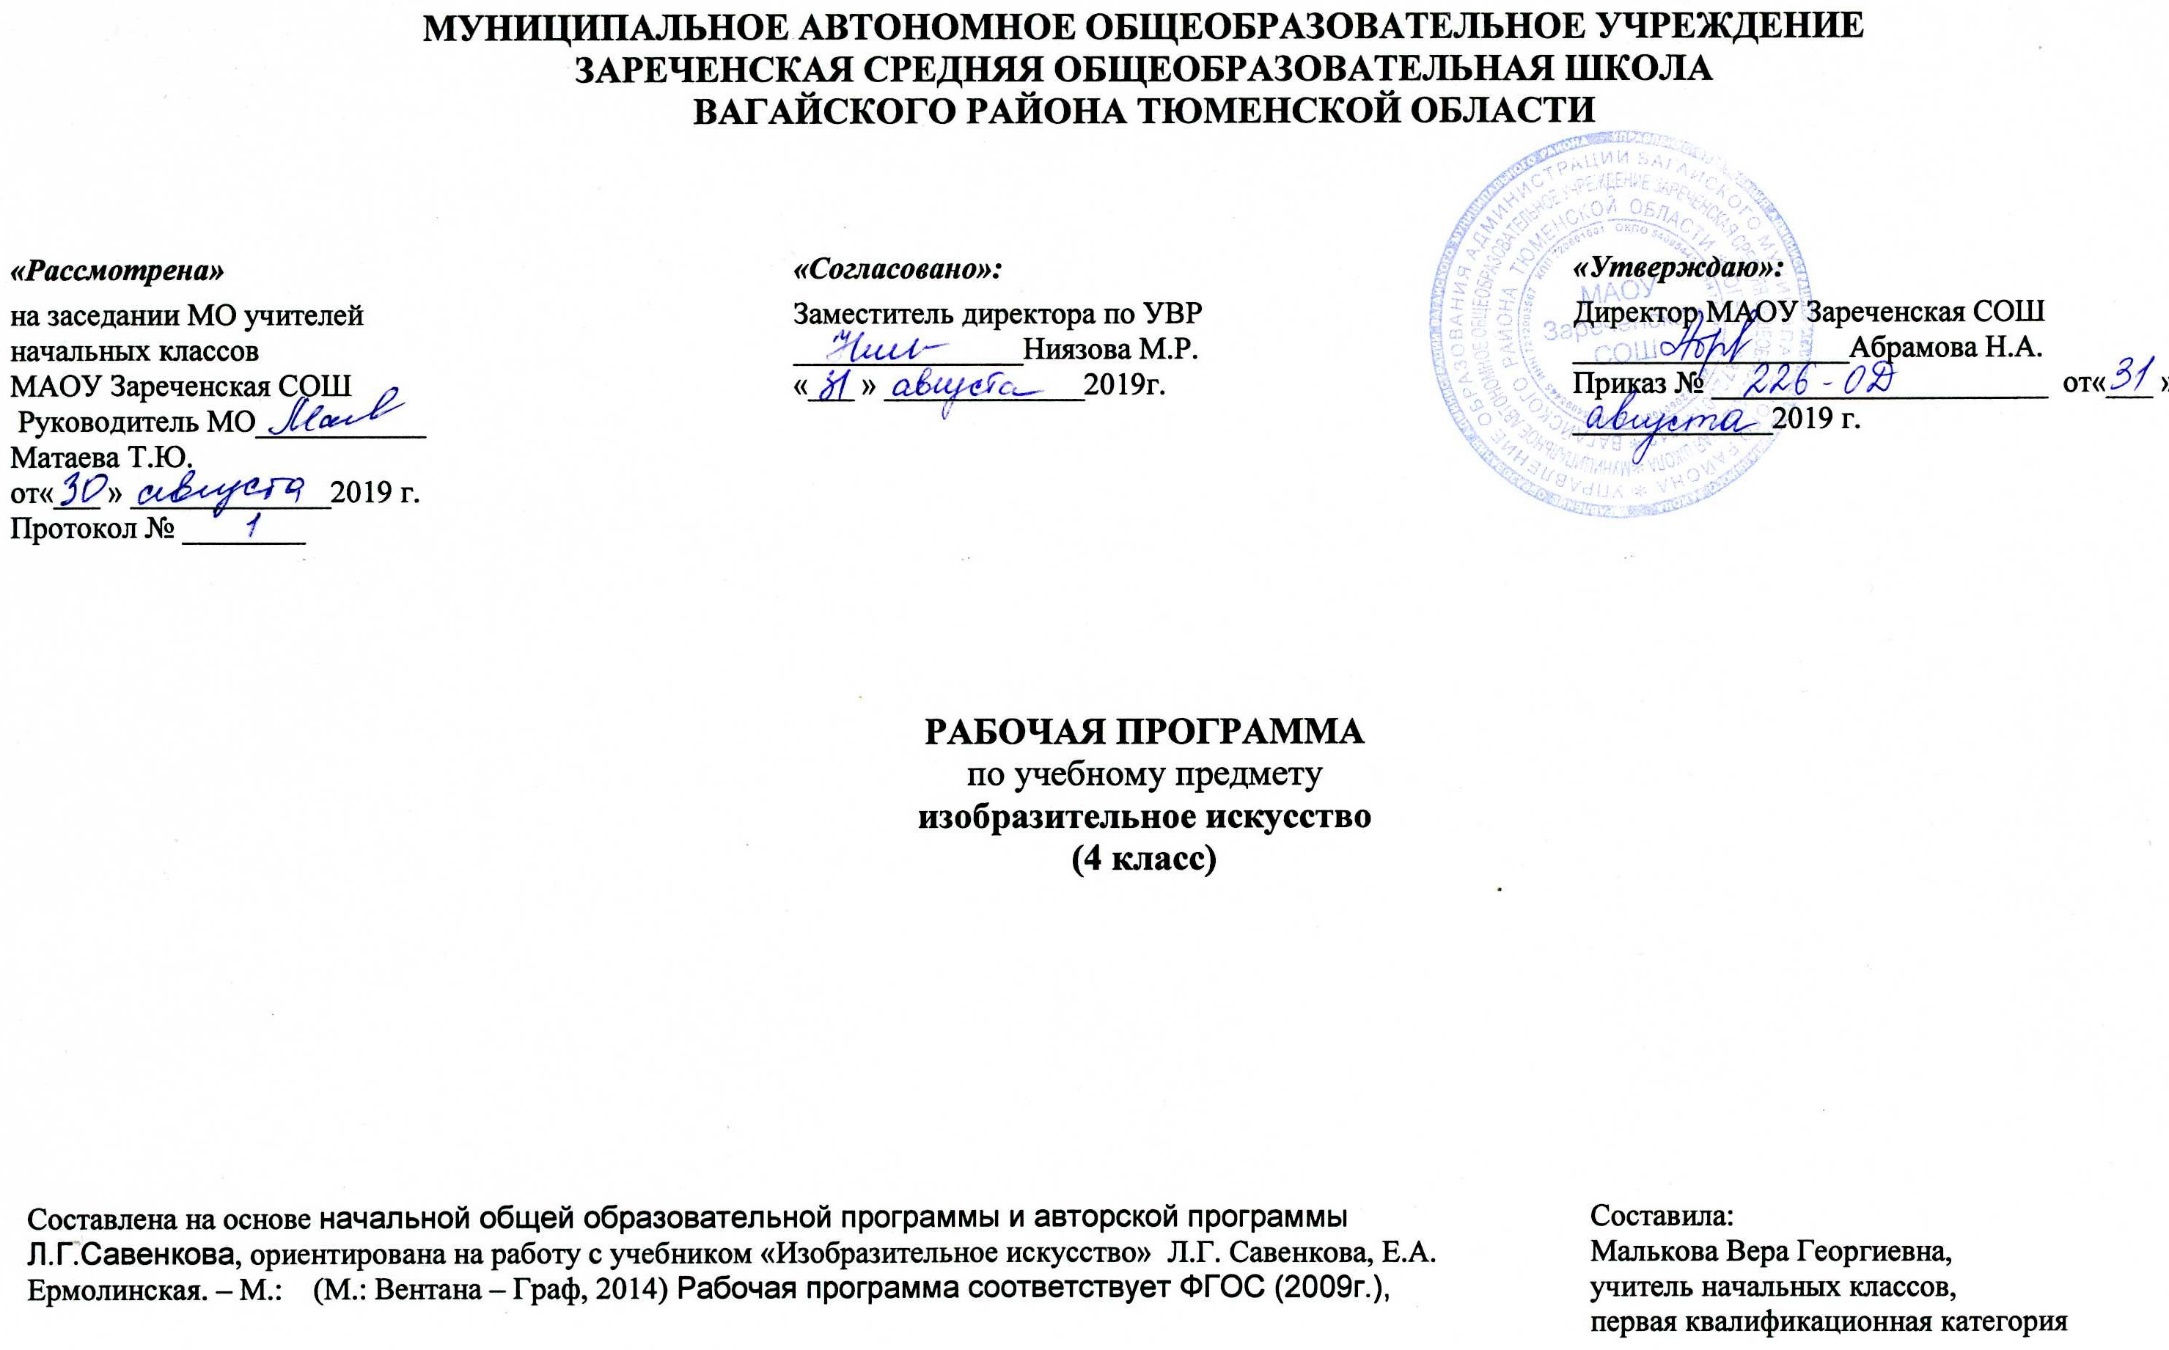 МУНИЦИПАЛЬНОЕ АВТОНОМНОЕ ОБЩЕОБРАЗОВАТЕЛЬНОЕ УЧРЕЖДЕНИЕ
ЗАРЕЧЕНСКАЯ СРЕДНЯЯ ОБЩЕОБРАЗОВАТЕЛЬНАЯ ШКОЛА
ВАГАЙСКОГО РАЙОНА ТЮМЕНСКОЙ ОБЛАСТИ
«Рассмотрена»
на заседании МО учителей
начальных классов
МАОУ Зареченская СОШ
Руководитель МО
Матаева Т.Ю.
от«30» августа 2019 г.
Протокол № 1
«Согласовано»:
Заместитель директора по УВР
Ниязова М.Р.
«31» августа 2019г.
«Утверждаю»:
Директор МАОУ Зареченская СОШ
Абрамова Н.А.
Приказ № 226-ОД от«31»
августа 2019 г.
МАОУ
Зареченская
СОШ
РАБОЧАЯ ПРОГРАММА
по учебному предмету
изобразительное искусство
(4 класс)
Составлена на основе начальной общей образовательной программы и авторской программы
Л.Г.Савенкова, ориентирована на работу с учебником «Изобразительное искусство» Л.Г. Савенкова, Е.А.
Ермолинская. – М.: (М.: Вентана – Граф, 2014) Рабочая программа соответствует ФГОС (2009г.),
Составила:
Малькова Вера Георгиевна,
учитель начальных классов,
первая квалификационная категория